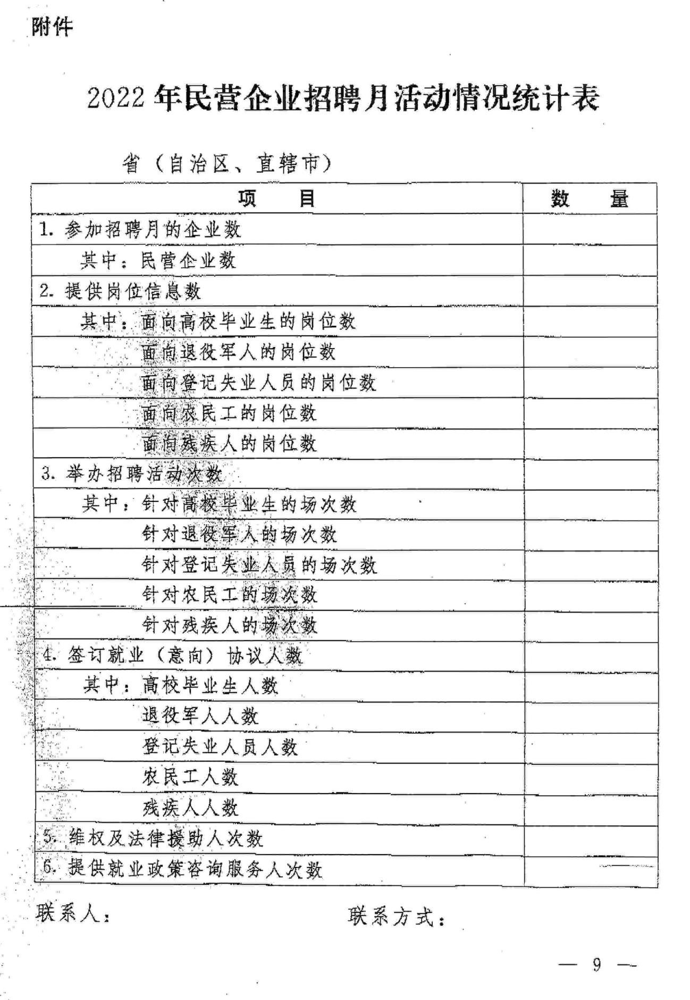 附件
2022年民营企业招聘月活动情况统计表
省（自治区、直辖市）
项 目 数 量
1. 参加招聘月的企业数
其中：民营企业数
2. 提供岗位信息数
其中：面向高校毕业生的岗位数
面向退役军人的岗位数
面向登记失业人员的岗位数
面向农民工的岗位数
面向残疾人的岗位数
3. 举办招聘活动次数
其中：针对高校毕业生的场次数
针对退役军人的场次数
针对登记失业人员的场次数
针对农民工的场次数
针对残疾人的场次数
4. 签订就业（意向）协议人数
其中：高校毕业生人数
退役军人人数
登记失业人员人数
农民工人数
残疾人人数
5. 维权及法律援助人次数
6. 提供就业政策咨询服务人次数
联系人： 联系方式：
— 9 —